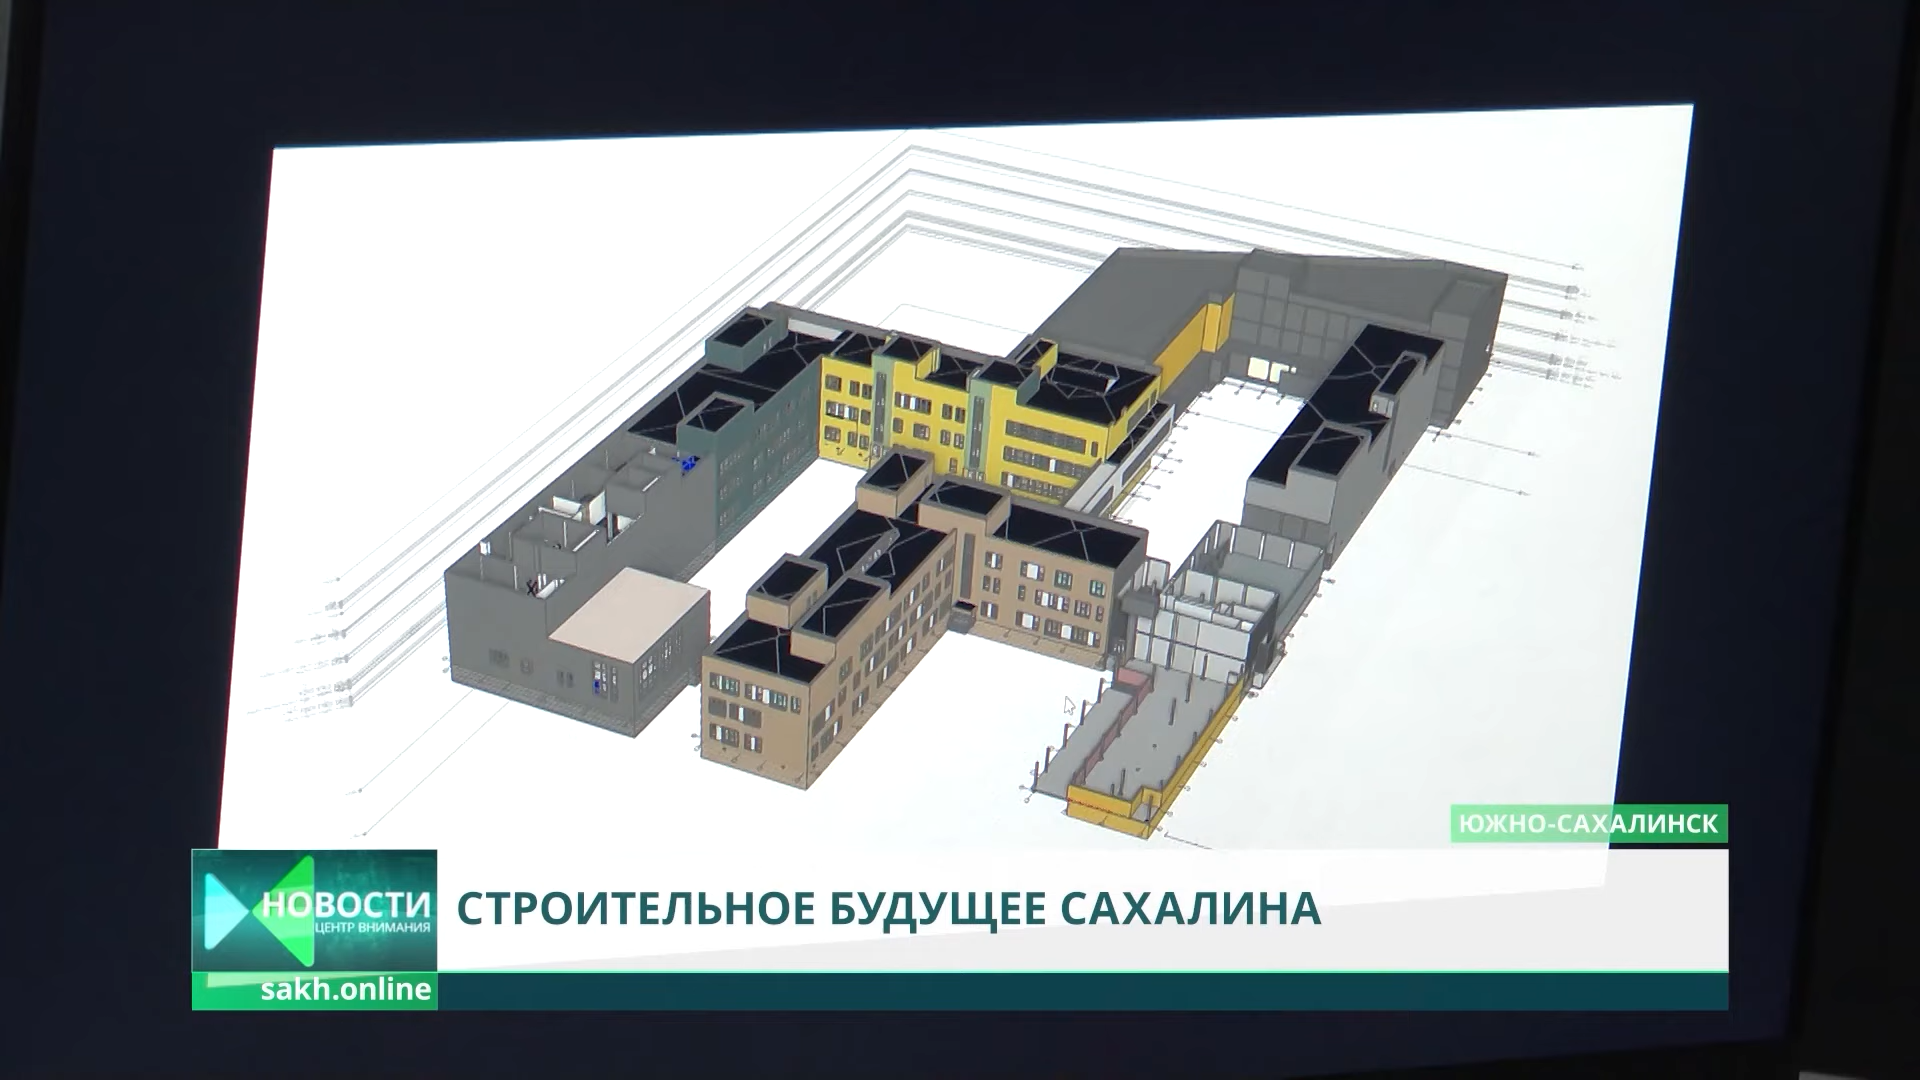 ЮЖНО-САХАЛИНСК
НОВОСТИ
ЦЕНТР ВНИМАНИЯ
СТРОИТЕЛЬНОЕ БУДУЩЕЕ САХАЛИНА
sakh.online